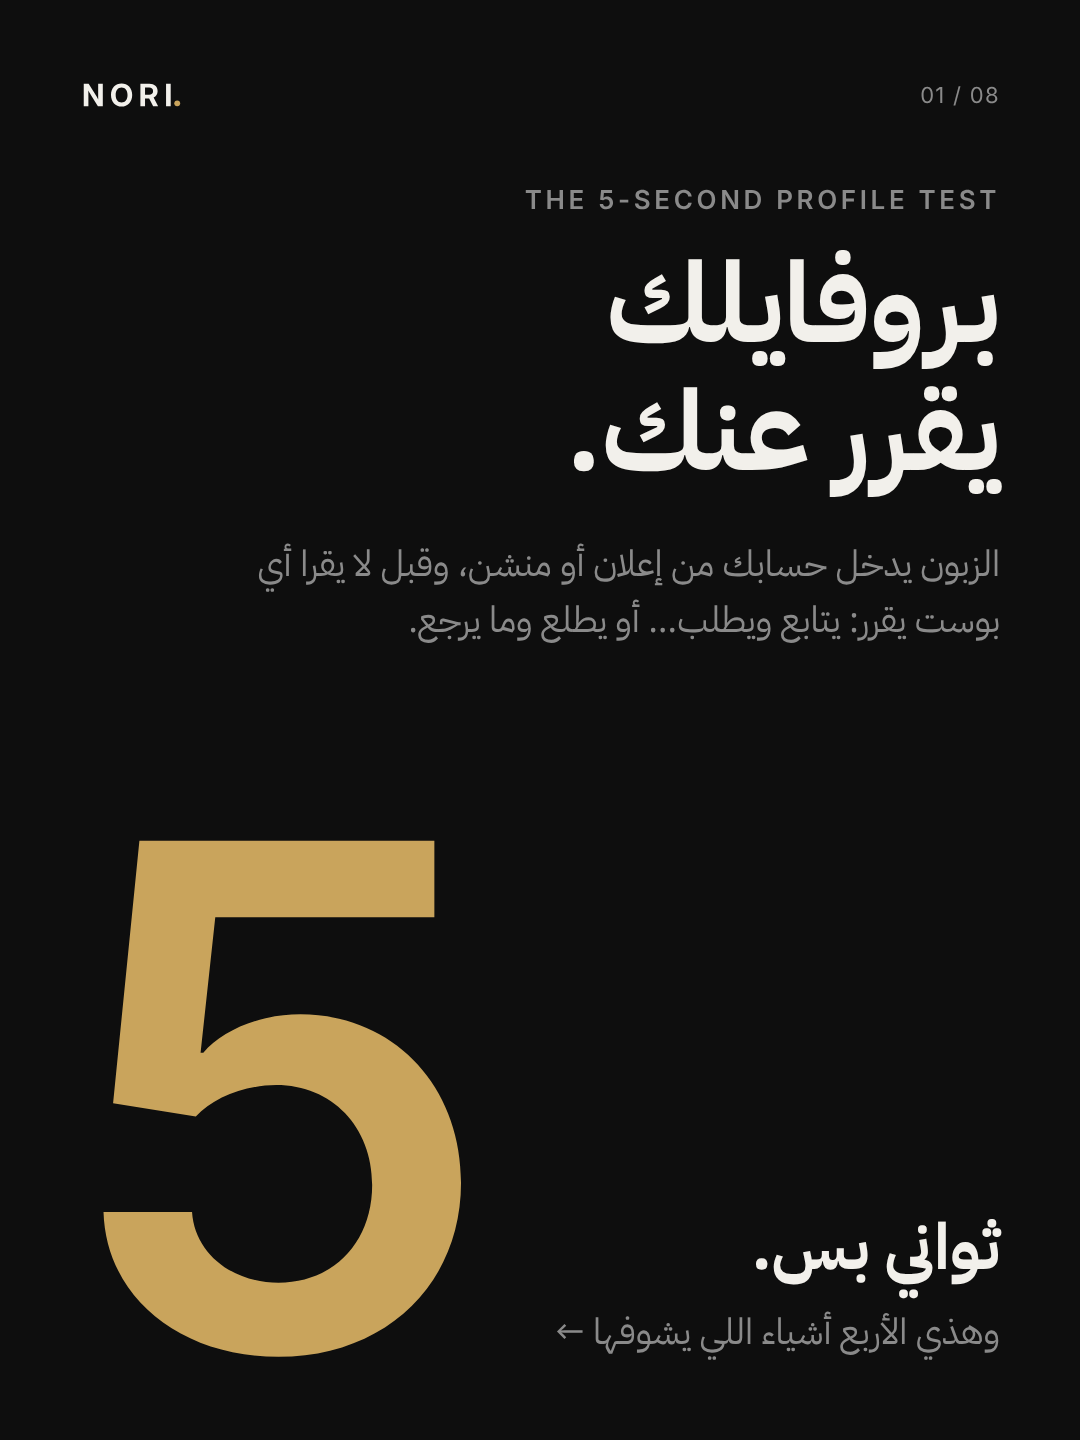 NORI.
01 / 08
THE 5-SECOND PROFILE TEST
بروفايلك
يقرر عنك.
الزبون يدخل حسابك من إعلان أو منشن، وقبل لا يقرا أي
بوست يقرر: يتابع ويطلب... أو يطلع وما يرجع.
5
ثواني بس.
وهذي الأربع أشياء اللي يشوفها ←